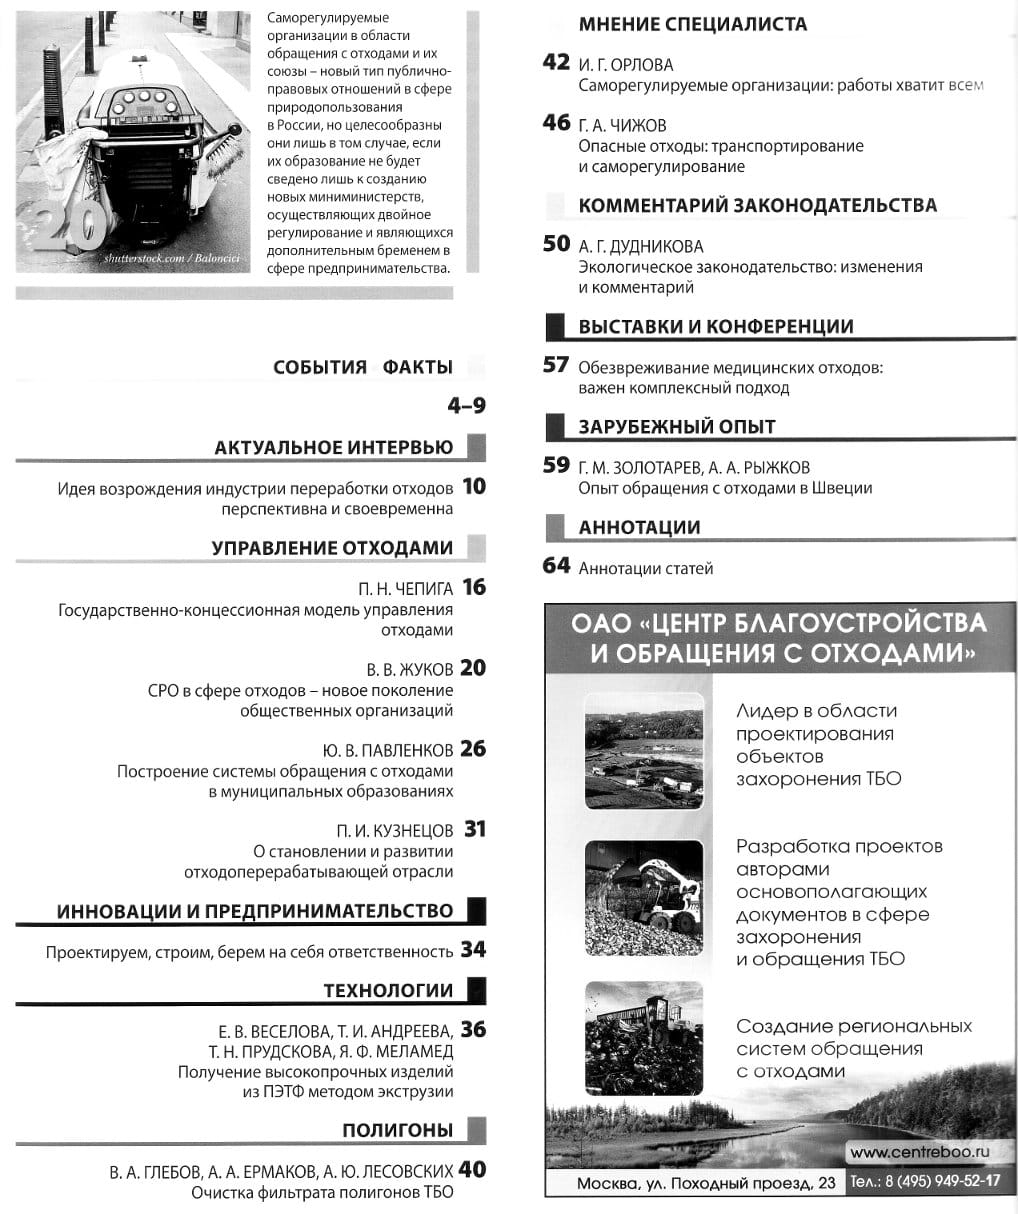 Саморегулируемые
организации в области
обращения с отходами и их
союзы – новый тип публично-
правовых отношений в сфере
природопользования
в России, но целесообразны
они лишь в том случае, если
их образование не будет
сведено лишь к созданию
новых миниминистерств,
осуществляющих двойное
регулирование и являющихся
дополнительным бременем в
сфере предпринимательства.
20
shutterstock.com / Baloncici
СОБЫТИЯ ФАКТЫ
4–9
АКТУАЛЬНОЕ ИНТЕРВЬЮ
Идея возрождения индустрии переработки отходов 10
перспективна и своевременна
УПРАВЛЕНИЕ ОТХОДАМИ
П. Н. ЧЕПИГА 16
Государственно-концессионная модель управления
отходами
В. В. ЖУКОВ 20
СРО в сфере отходов – новое поколение
общественных организаций
Ю. В. ПАВЛЕНКОВ 26
Построение системы обращения с отходами
в муниципальных образованиях
П. И. КУЗНЕЦОВ 31
О становлении и развитии
отходоперерабатывающей отрасли
ИННОВАЦИИ И ПРЕДПРИНИМАТЕЛЬСТВО
Проектируем, строим, берем на себя ответственность 34
ТЕХНОЛОГИИ
Е. В. ВЕСЕЛОВА, Т. И. АНДРЕЕВА, 36
Т. Н. ПРУДСКОВА, Я. Ф. МЕЛАМЕД
Получение высокопрочных изделий
из ПЭТФ методом экструзии
ПОЛИГОНЫ
В. А. ГЛЕБОВ, А. А. ЕРМАКОВ, А. Ю. ЛЕСОВСКИХ 40
Очистка фильтрата полигонов ТБО
МНЕНИЕ СПЕЦИАЛИСТА
42 И. Г. ОРЛОВА
Саморегулируемые организации: работы хватит всем
46 Г. А. ЧИЖОВ
Опасные отходы: транспортирование
и саморегулирование
КОММЕНТАРИЙ ЗАКОНОДАТЕЛЬСТВА
50 А. Г. ДУДНИКОВА
Экологическое законодательство: изменения
и комментарий
ВЫСТАВКИ И КОНФЕРЕНЦИИ
57 Обезвреживание медицинских отходов:
важен комплексный подход
ЗАРУБЕЖНЫЙ ОПЫТ
59 Г. М. ЗОЛОТАРЕВ, А. А. РЫЖКОВ
Опыт обращения с отходами в Швеции
АННОТАЦИИ
64 Аннотации статей
ОАО «ЦЕНТР БЛАГОУСТРОЙСТВА
И ОБРАЩЕНИЯ С ОТХОДАМИ»
Лидер в области
проектирования
объектов
захоронения ТБО
Разработка проектов
авторами
основополагающих
документов в сфере
захоронения
и обращения ТБО
Создание региональных
систем обращения
с отходами
www.centreboo.ru
Москва, ул. Походный проезд, 23 Тел.: 8 (495) 949-52-17